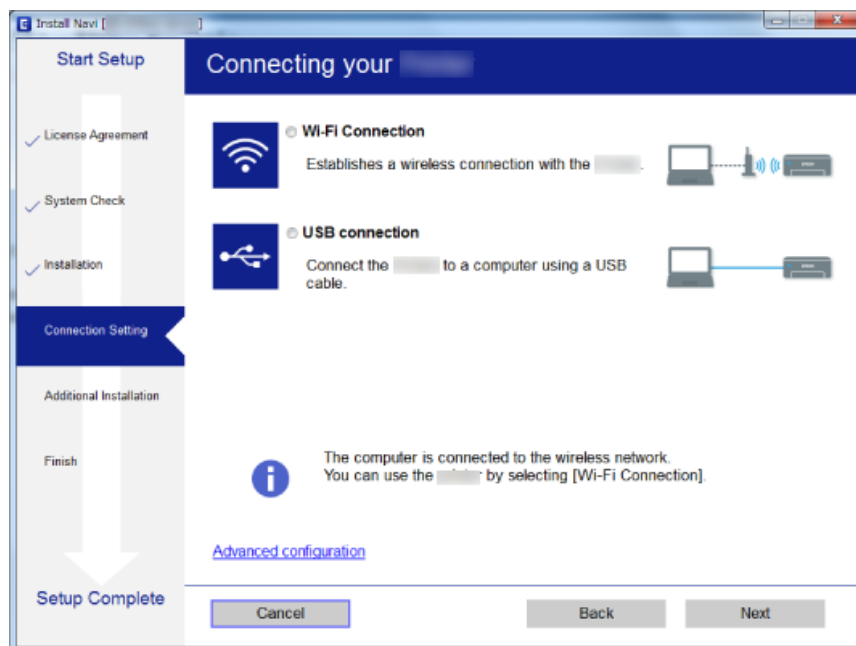 E Install Navi [ ]
Start Setup
Connecting your
License Agreement
System Check
Installation
Connection Setting
Additional Installation
Finish
Setup Complete
Wi-Fi Connection
Establishes a wireless connection with the .
USB connection
Connect the to a computer using a USB
cable.
The computer is connected to the wireless network.
You can use the by selecting [Wi-Fi Connection].
Advanced configuration
Cancel
Back
Next